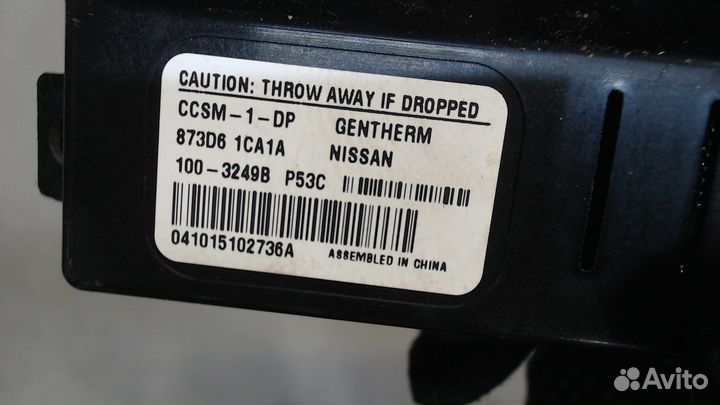 CAUTION: THROW AWAY IF DROPPED
CCSM-1-DP GENTHERM
873D6 1CA1A NISSAN
100-3249B P53C
041015102736A ASSEMBLED IN CHINA
Avito